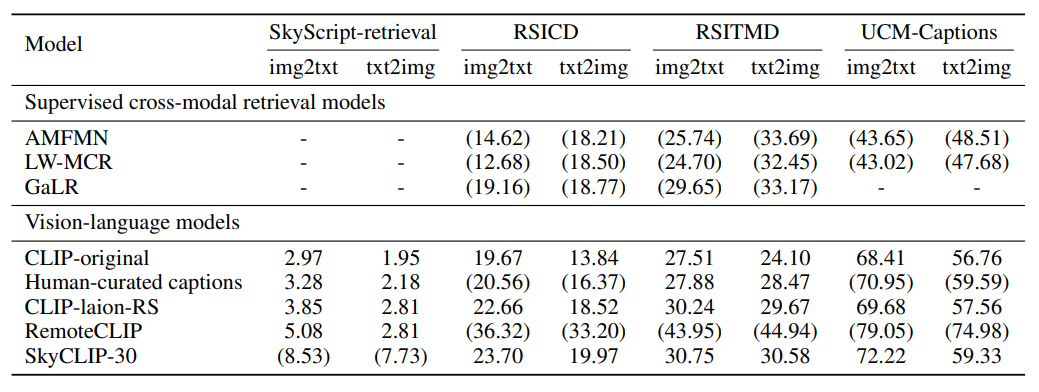 Model SkyScript-retrieval RSICD RSITMD UCM-Captions
img2txt txt2img img2txt txt2img img2txt txt2img img2txt txt2img
Supervised cross-modal retrieval models
AMFMN - - (14.62) (18.21) (25.74) (33.69) (43.65) (48.51)
LW-MCR - - (12.68) (18.50) (24.70) (32.45) (43.02) (47.68)
GaLR - - (19.16) (18.77) (29.65) (33.17) - -
Vision-language models
CLIP-original 2.97 1.95 19.67 13.84 27.51 24.10 68.41 56.76
Human-curated captions 3.28 2.18 (20.56) (16.37) 27.88 28.47 (70.95) (59.59)
CLIP-laion-RS 3.85 2.81 22.66 18.52 30.24 29.67 69.68 57.56
RemoteCLIP 5.08 2.81 (36.32) (33.20) (43.95) (44.94) (79.05) (74.98)
SkyCLIP-30 (8.53) (7.73) 23.70 19.97 30.75 30.58 72.22 59.33